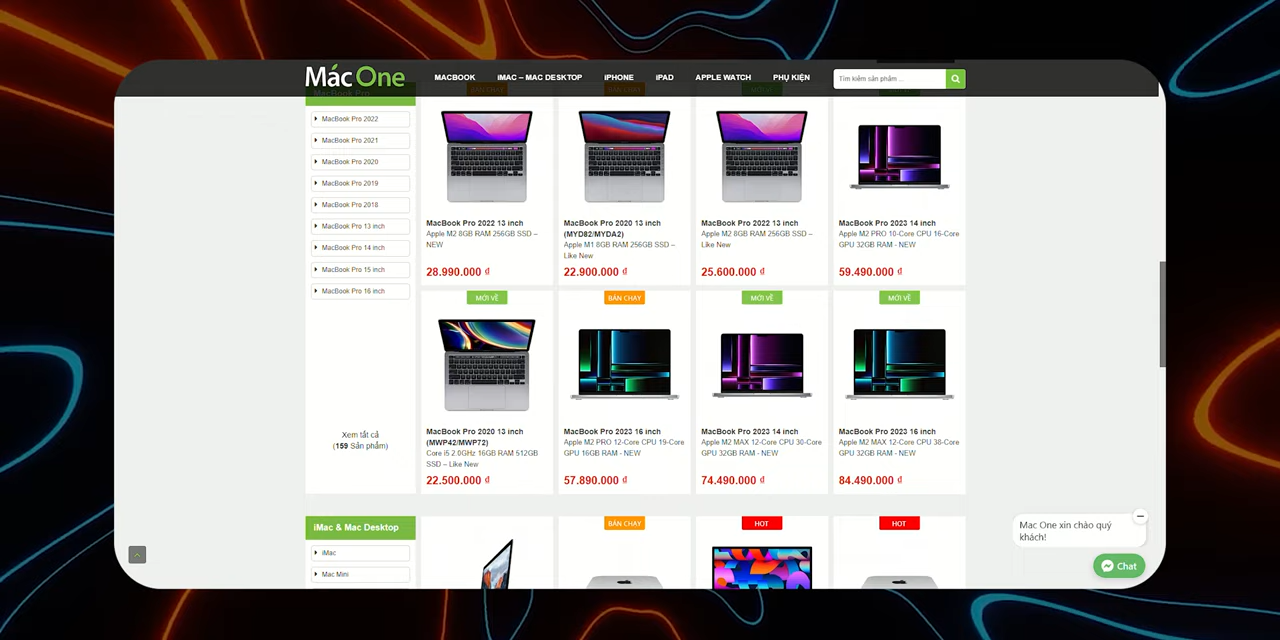 Mác One
MACBOOK
iMAC – MAC DESKTOP
iPHONE
iPAD
APPLE WATCH
PHỤ KIỆN
Tìm kiếm sản phẩm ...
MacBook Pro
MacBook Pro 2022
MacBook Pro 2021
MacBook Pro 2020
MacBook Pro 2019
MacBook Pro 2018
MacBook Pro 13 inch
MacBook Pro 14 inch
MacBook Pro 15 inch
MacBook Pro 16 inch
Xem tất cả
(159 Sản phẩm)
BÁN CHẠY
MacBook Pro 2022 13 inch
Apple M2 8GB RAM 256GB SSD –
NEW
28.990.000 ₫
BÁN CHẠY
MacBook Pro 2020 13 inch
(MYD82/MYDA2)
Apple M1 8GB RAM 256GB SSD –
Like New
22.900.000 ₫
MỚI VỀ
MacBook Pro 2022 13 inch
Apple M2 8GB RAM 256GB SSD –
Like New
25.600.000 ₫
MacBook Pro 2023 14 inch
Apple M2 PRO 10-Core CPU 16-Core
GPU 32GB RAM - NEW
59.490.000 ₫
MỚI VỀ
MacBook Pro 2020 13 inch
(MWP42/MWP72)
Core i5 2.0GHz 16GB RAM 512GB
SSD – Like New
22.500.000 ₫
BÁN CHẠY
MacBook Pro 2023 16 inch
Apple M2 PRO 12-Core CPU 19-Core
GPU 16GB RAM - NEW
57.890.000 ₫
MỚI VỀ
MacBook Pro 2023 14 inch
Apple M2 MAX 12-Core CPU 30-Core
GPU 32GB RAM - NEW
74.490.000 ₫
MỚI VỀ
MacBook Pro 2023 16 inch
Apple M2 MAX 12-Core CPU 38-Core
GPU 32GB RAM - NEW
84.490.000 ₫
iMac & Mac Desktop
iMac
Mac Mini
BÁN CHẠY
HOT
HOT
Mac One xin chào quý
khách!
Chat